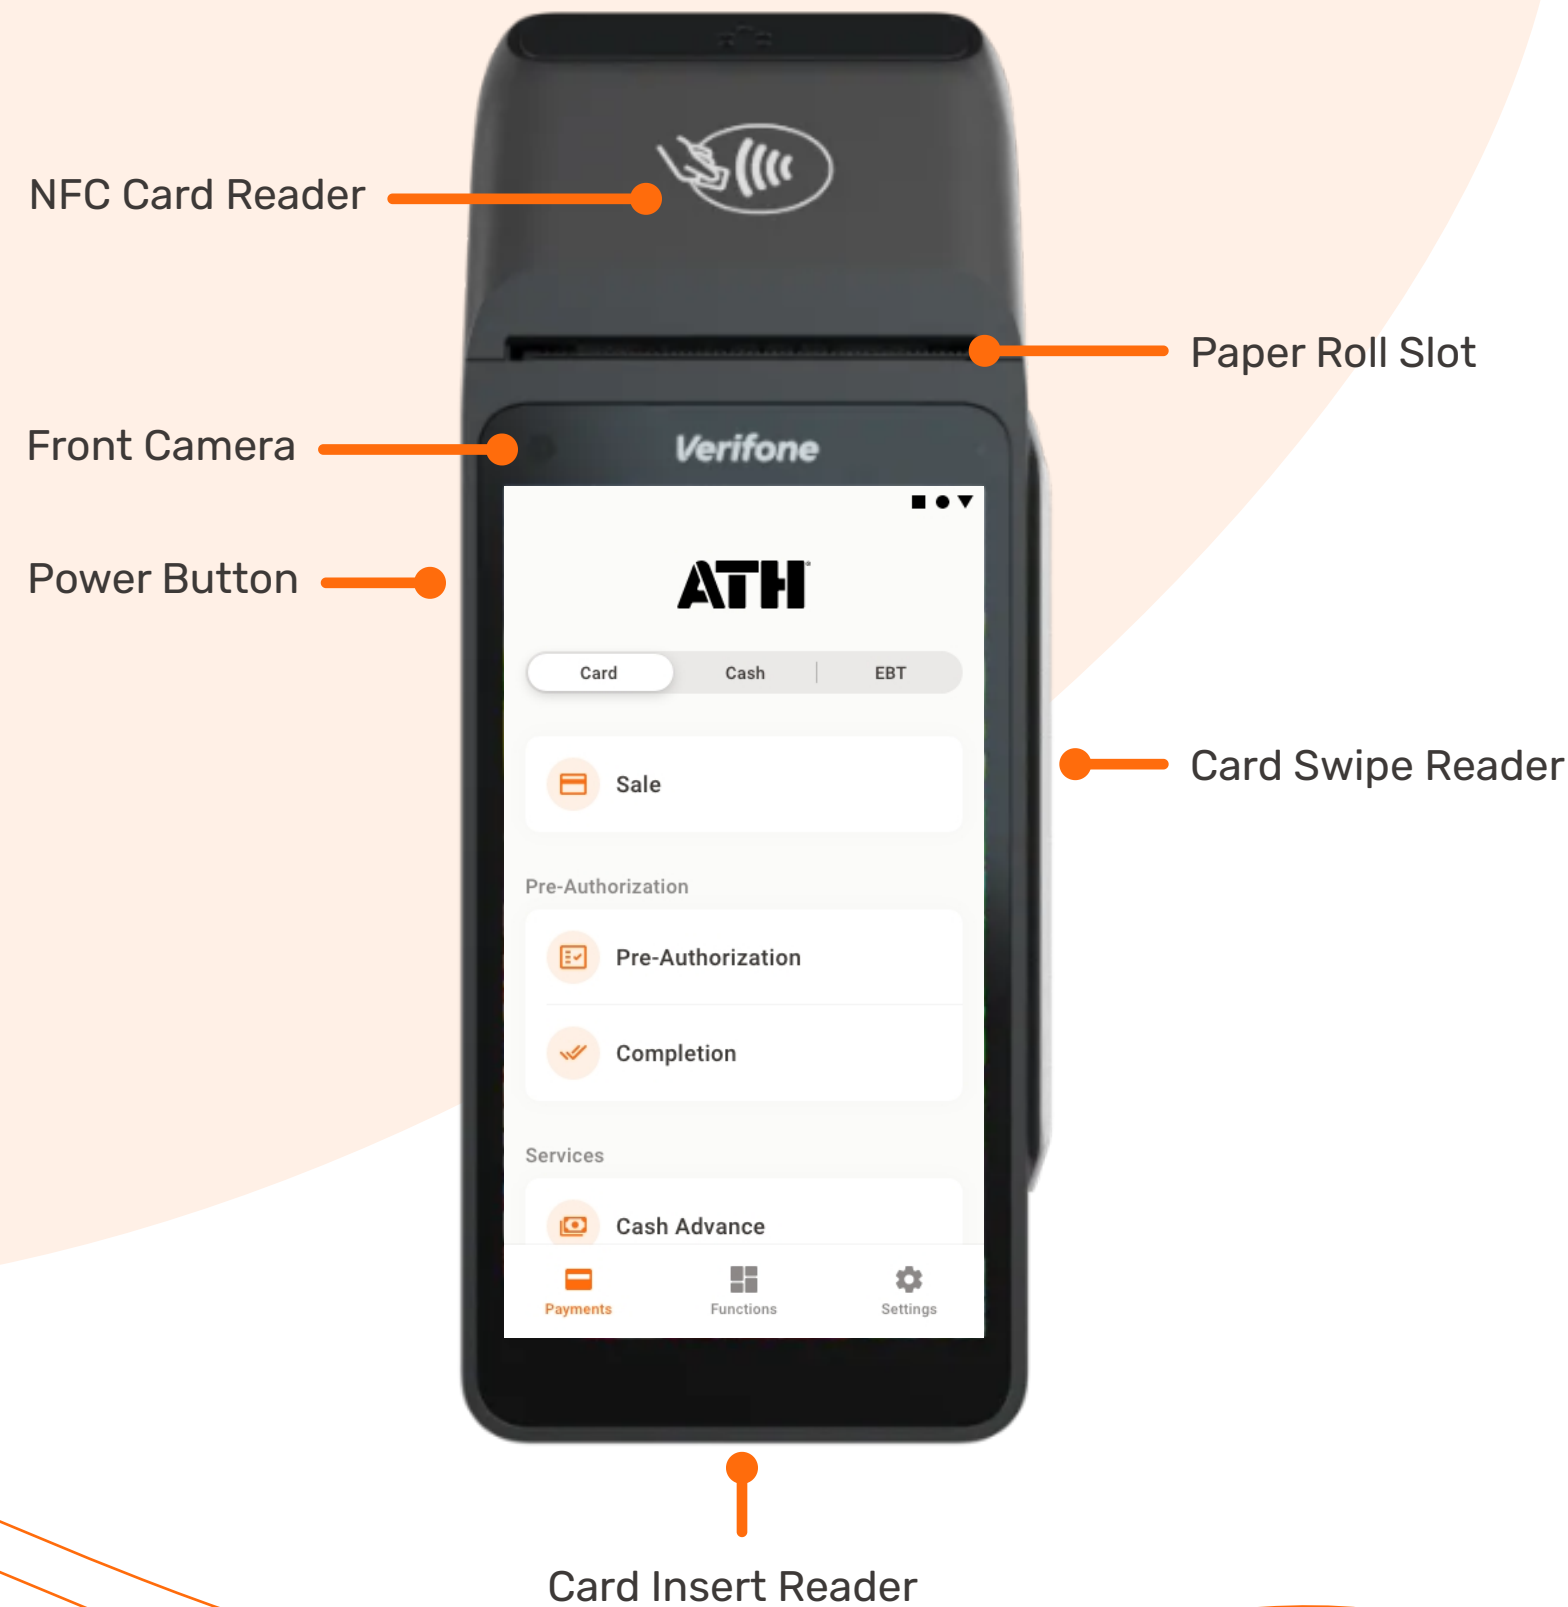 NFC Card Reader
Paper Roll Slot
Front Camera
Verifone
Power Button
ATH
Card
Cash
EBT
Card Swipe Reader
Sale
Pre-Authorization
Pre-Authorization
Completion
Services
Cash Advance
Payments
Functions
Settings
Card Insert Reader